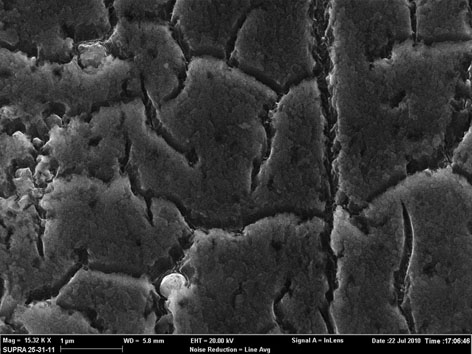 Mag = 15.32 K X 1 µm WD = 5.8 mm EHT = 20.00 kV Signal A = InLens Date :22 Jul 2010 Time :17:06:46
SUPRA 25-31-11 Noise Reduction = Line Avg